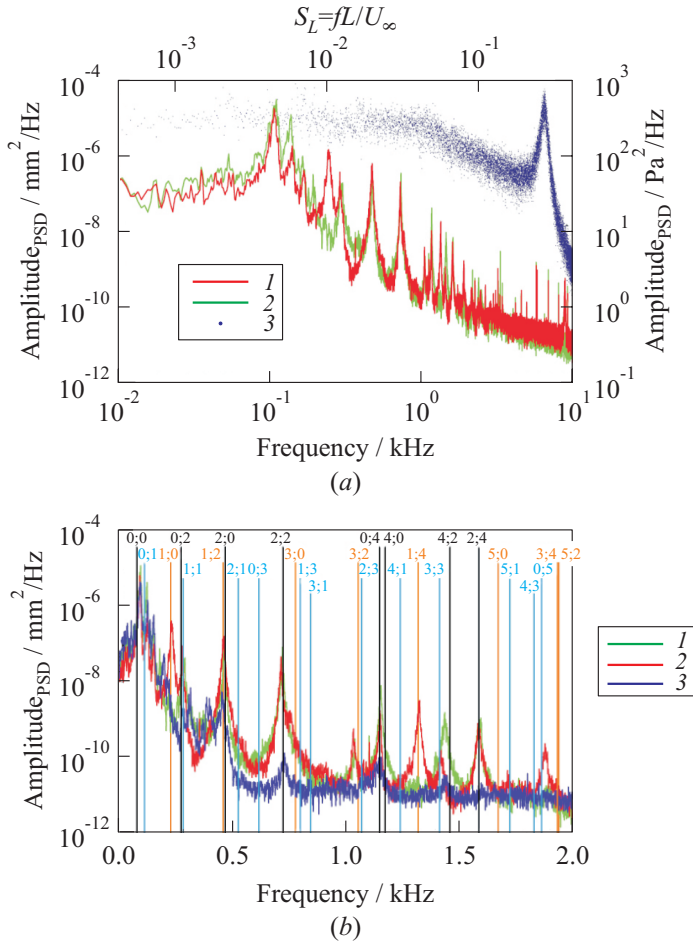 S_L=fL/U_∞
10^-3 10^-2 10^-1
10^-4 10^3
10^-6 10^2
10^-8 10^1
10^-10 10^0
10^-12 10^-1
Amplitude_PSD / mm^2/Hz
Amplitude_PSD / Pa^2/Hz
1
2
3
10^-2 10^-1 10^0 10^1
Frequency / kHz
(a)
0;0 0;2 2;0 2;2 0;4 4;0 4;2 2;4
0;1 1;0 1;2 3;0 3;2 1;4 5;0 3;4 5;2
1;1 2;1 0;3 1;3 2;3 4;1 3;3 5;1 0;5
3;1 4;3
10^-4
10^-6
10^-8
10^-10
10^-12
Amplitude_PSD / mm^2/Hz
1
2
3
0.0 0.5 1.0 1.5 2.0
Frequency / kHz
(b)